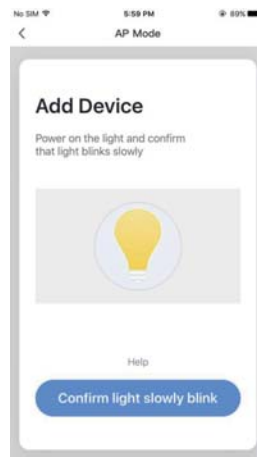 No SIM 5:59 PM 89%
AP Mode
Add Device
Power on the light and confirm
that light blinks slowly
Help
Confirm light slowly blink